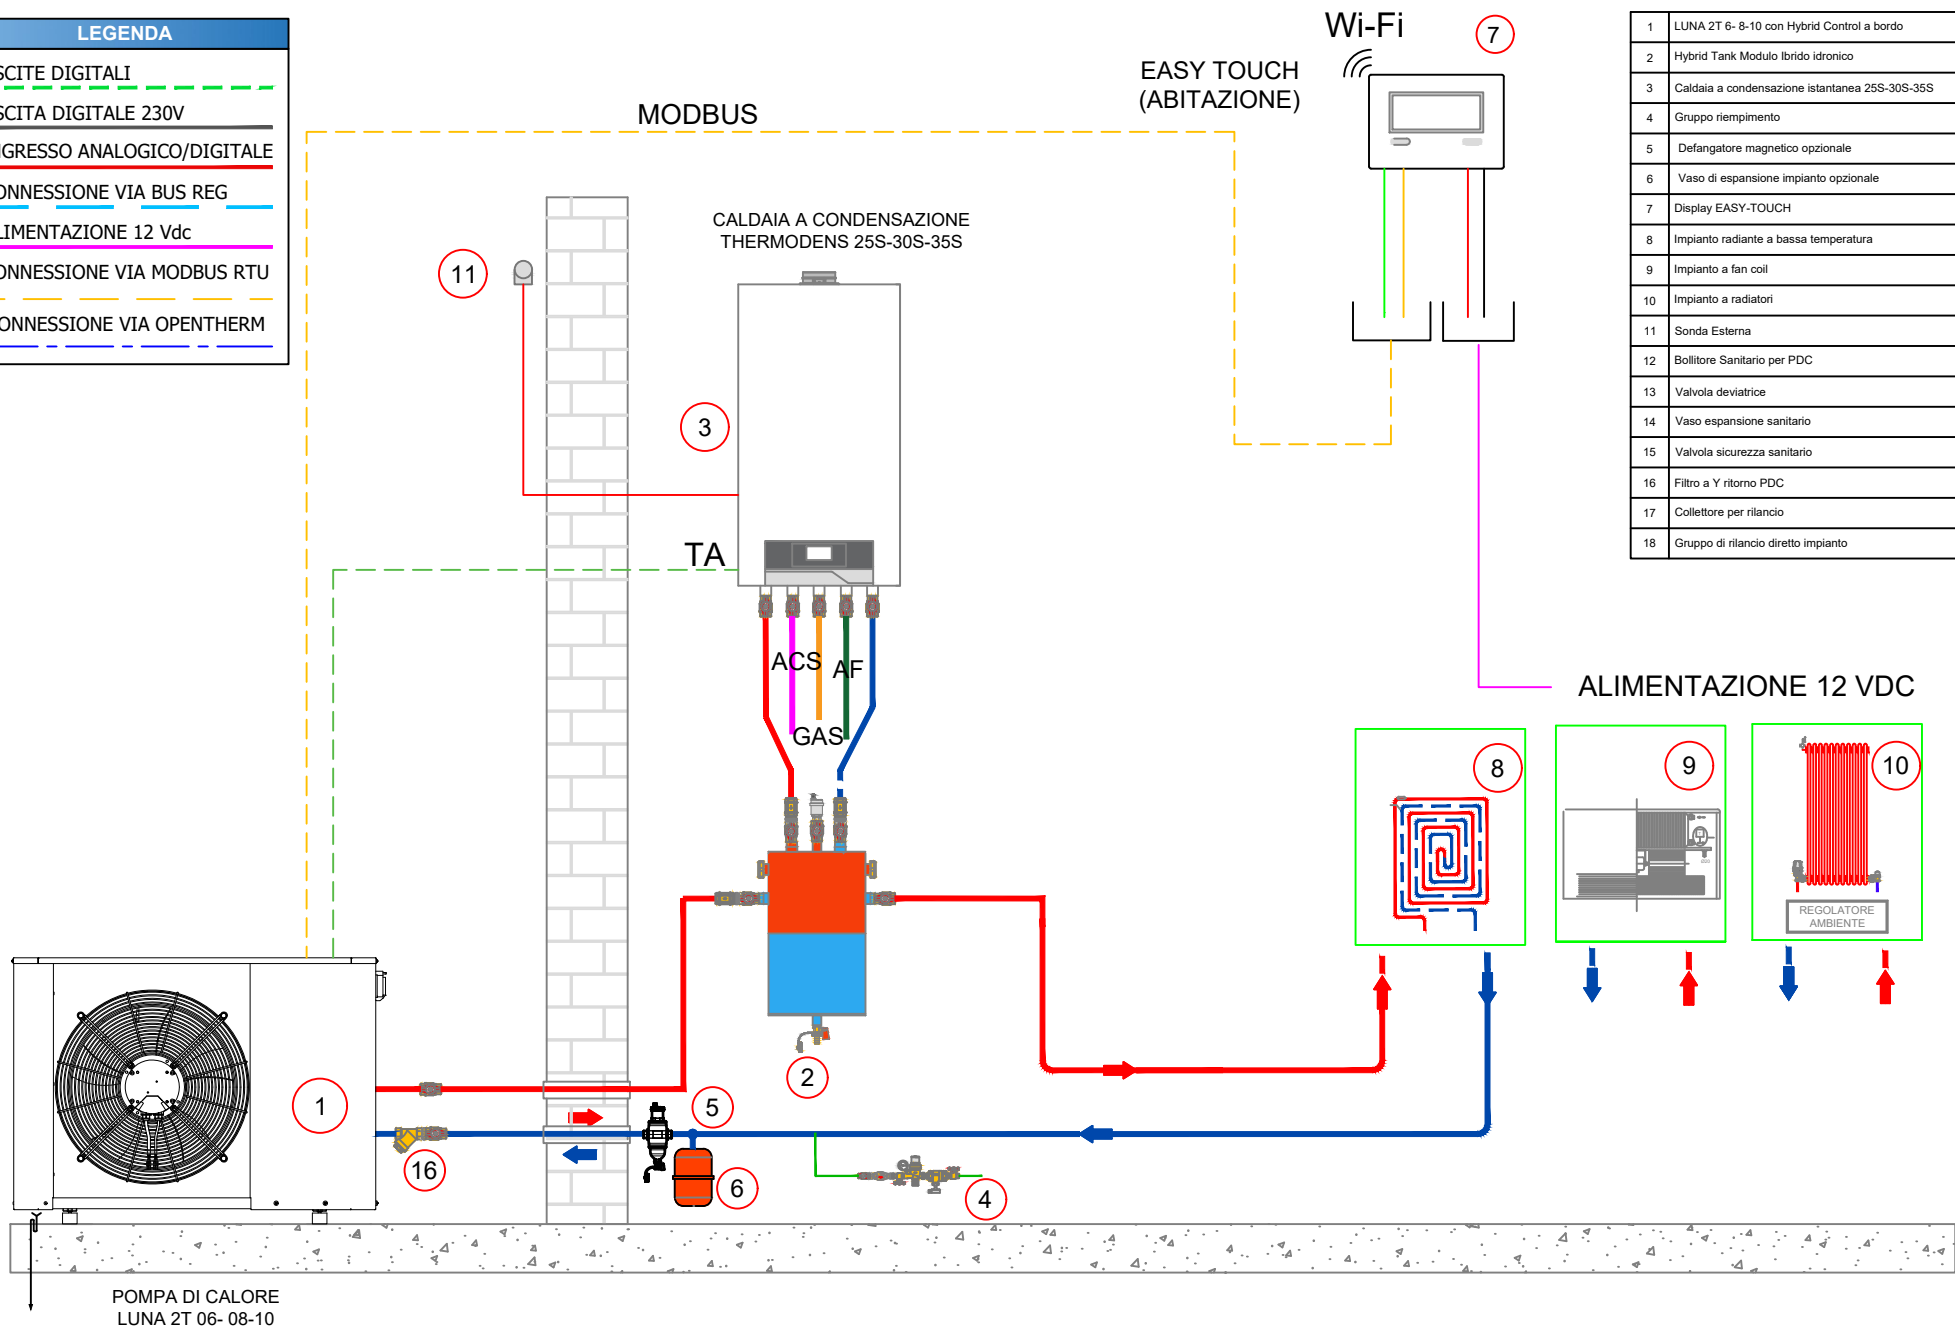 LEGENDA
SCITE DIGITALI
SCITA DIGITALE 230V
NGRESSO ANALOGICO/DIGITALE
ONNESSIONE VIA BUS REG
LIMENTAZIONE 12 Vdc
ONNESSIONE VIA MODBUS RTU
ONNESSIONE VIA OPENTHERM
MODBUS
EASY TOUCH
(ABITAZIONE)
Wi-Fi
7
1 LUNA 2T 6- 8-10 con Hybrid Control a bordo
2 Hybrid Tank Modulo Ibrido idronico
3 Caldaia a condensazione istantanea 25S-30S-35S
4 Gruppo riempimento
5 Defangatore magnetico opzionale
6 Vaso di espansione impianto opzionale
7 Display EASY-TOUCH
8 Impianto radiante a bassa temperatura
9 Impianto a fan coil
10 Impianto a radiatori
11 Sonda Esterna
12 Bollitore Sanitario per PDC
13 Valvola deviatrice
14 Vaso espansione sanitario
15 Valvola sicurezza sanitario
16 Filtro a Y ritorno PDC
17 Collettore per rilancio
18 Gruppo di rilancio diretto impianto
CALDAIA A CONDENSAZIONE
THERMODENS 25S-30S-35S
11
3
TA
ACS
AF
GAS
ALIMENTAZIONE 12 VDC
8
9
10
REGOLATORE
AMBIENTE
2
1
5
16
6
4
POMPA DI CALORE
LUNA 2T 06- 08-10